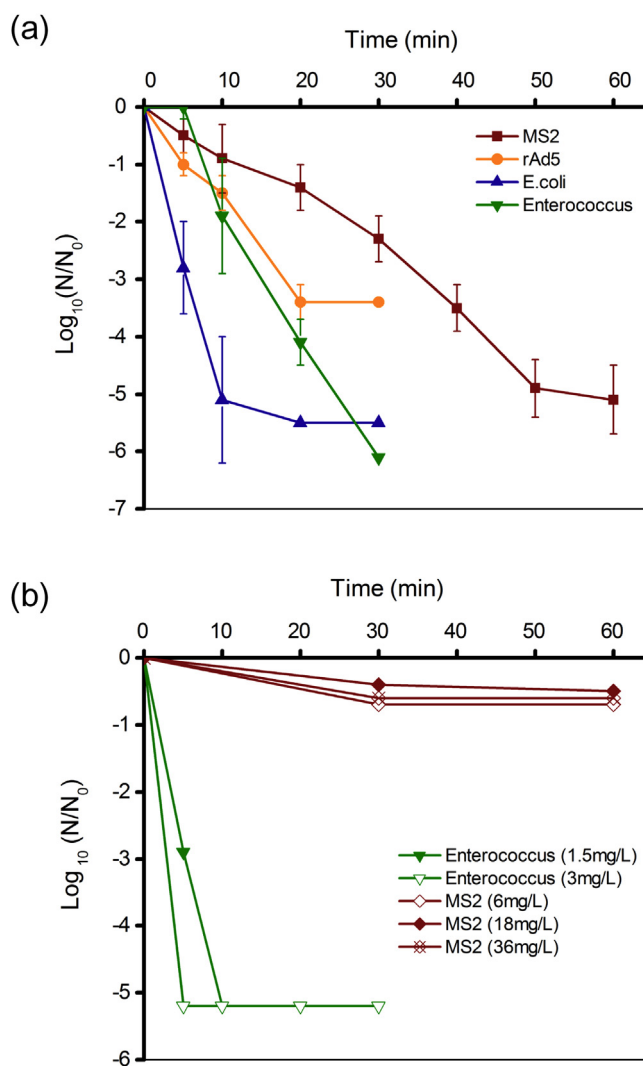 (a)
Time (min)
0 10 20 30 40 50 60
0
-1
-2
-3
-4
-5
-6
-7
Log10(N/N0)
MS2
rAd5
E.coli
Enterococcus
(b)
Time (min)
0 10 20 30 40 50 60
0
-1
-2
-3
-4
-5
-6
Log10 (N/N0)
Enterococcus (1.5mg/L)
Enterococcus (3mg/L)
MS2 (6mg/L)
MS2 (18mg/L)
MS2 (36mg/L)